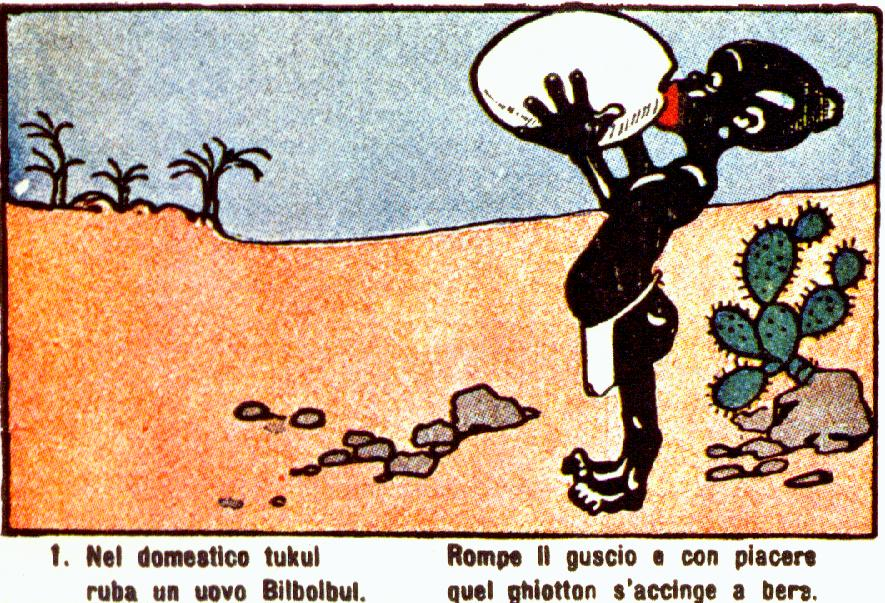 1. Nel domestico tukul
ruba un uovo Bilbolbul.
Rompe il guscio e con piacere
quel ghiotton s'accinge a bere.